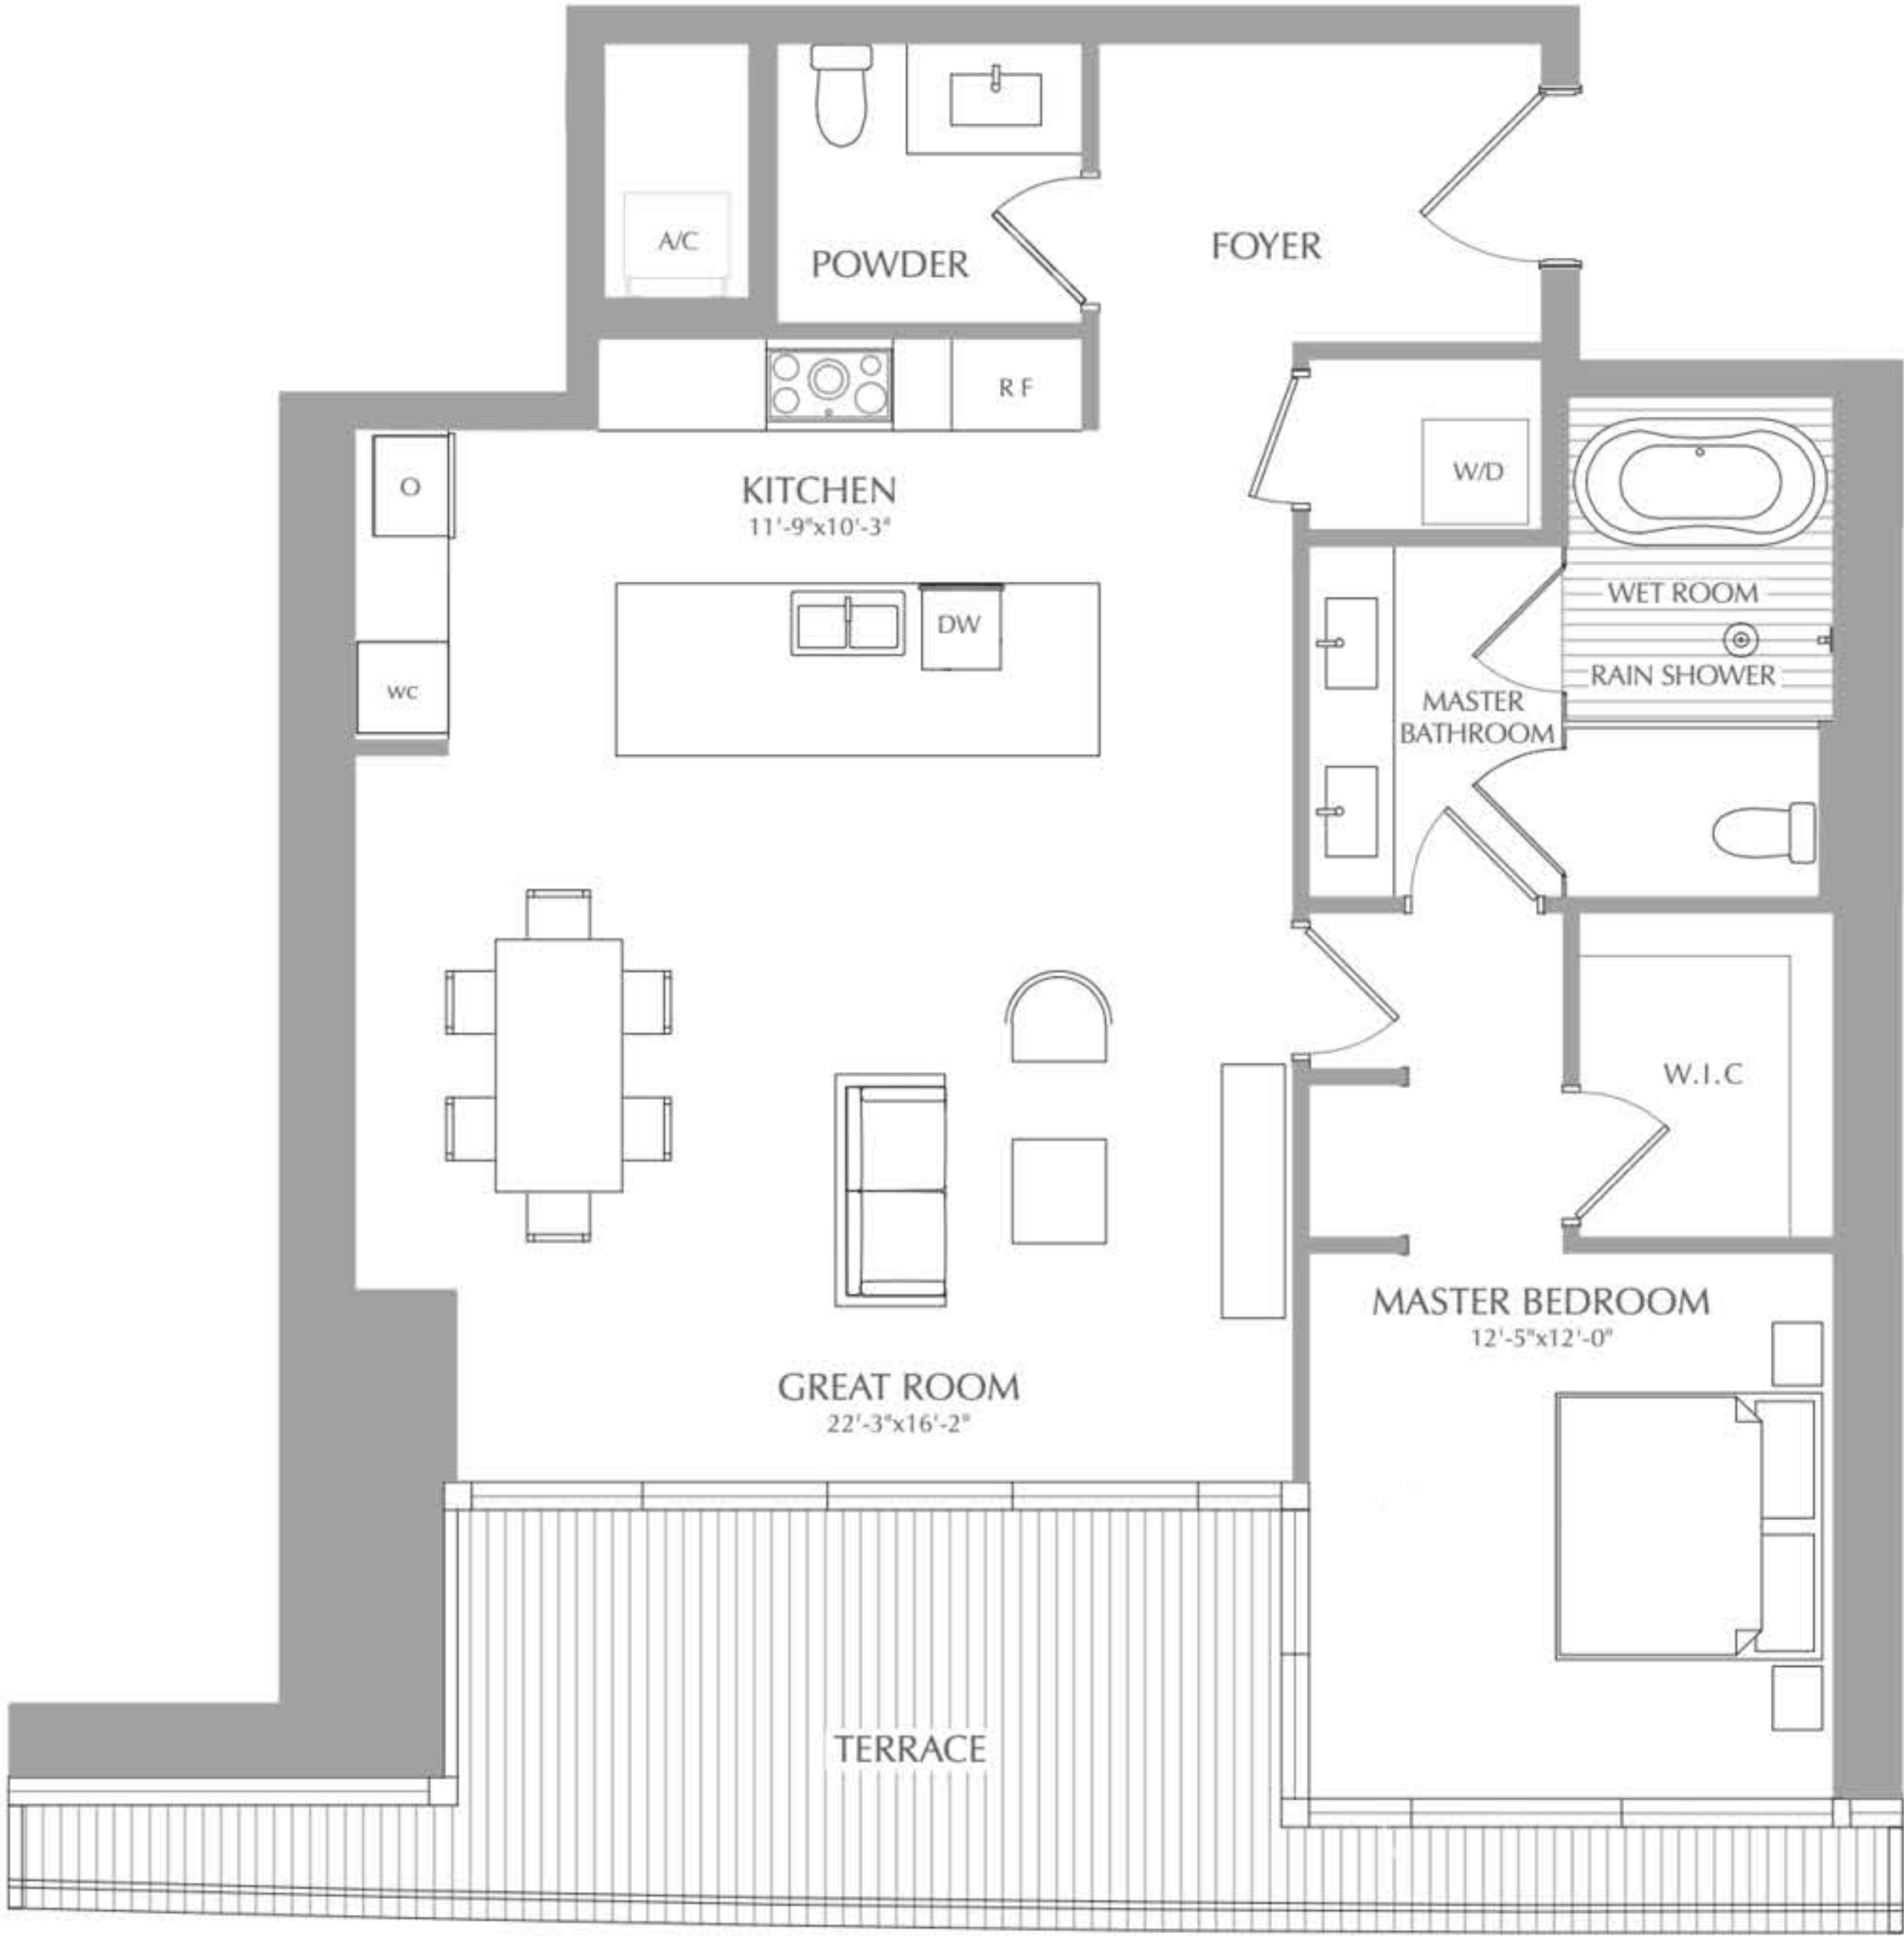 A/C
POWDER
FOYER
R F
O
KITCHEN
11'-9"x10'-3"
W/D
WET ROOM
DW
RAIN SHOWER
WC
MASTER
BATHROOM
W.I.C
MASTER BEDROOM
12'-5"x12'-0"
GREAT ROOM
22'-3"x16'-2"
TERRACE